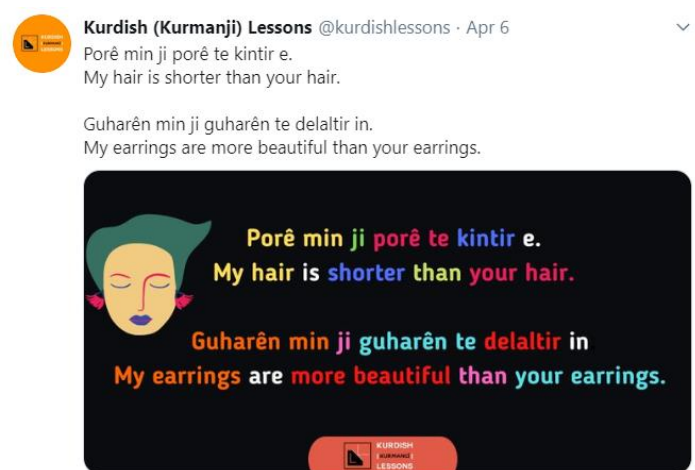 Kurdish (Kurmanji) Lessons @kurdishlessons · Apr 6
Porê min ji porê te kintir e.
My hair is shorter than your hair.
Guharên min ji guharên te delaltir in.
My earrings are more beautiful than your earrings.
Porê min ji porê te kintir e.
My hair is shorter than your hair.
Guharên min ji guharên te delaltir in
My earrings are more beautiful than your earrings.
KURDISH
KURMANJI
LESSONS